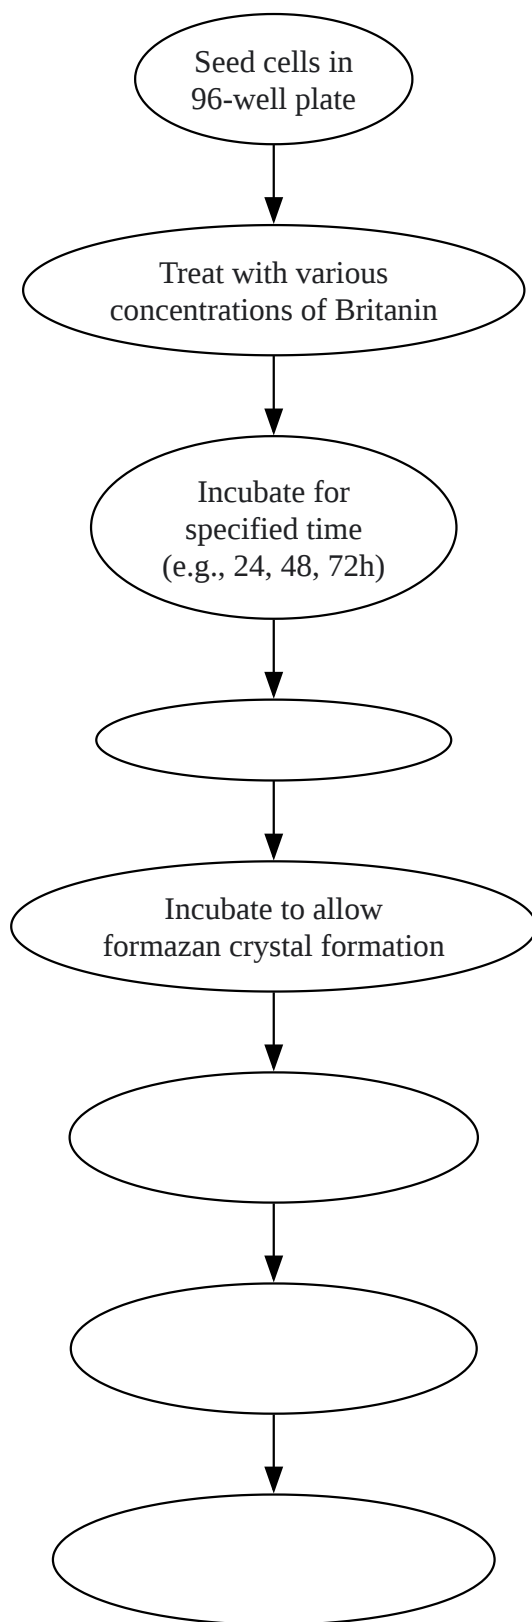 Seed cells in
96-well plate
Treat with various
concentrations of Britanin
Incubate for
specified time
(e.g., 24, 48, 72h)
Incubate to allow
formazan crystal formation